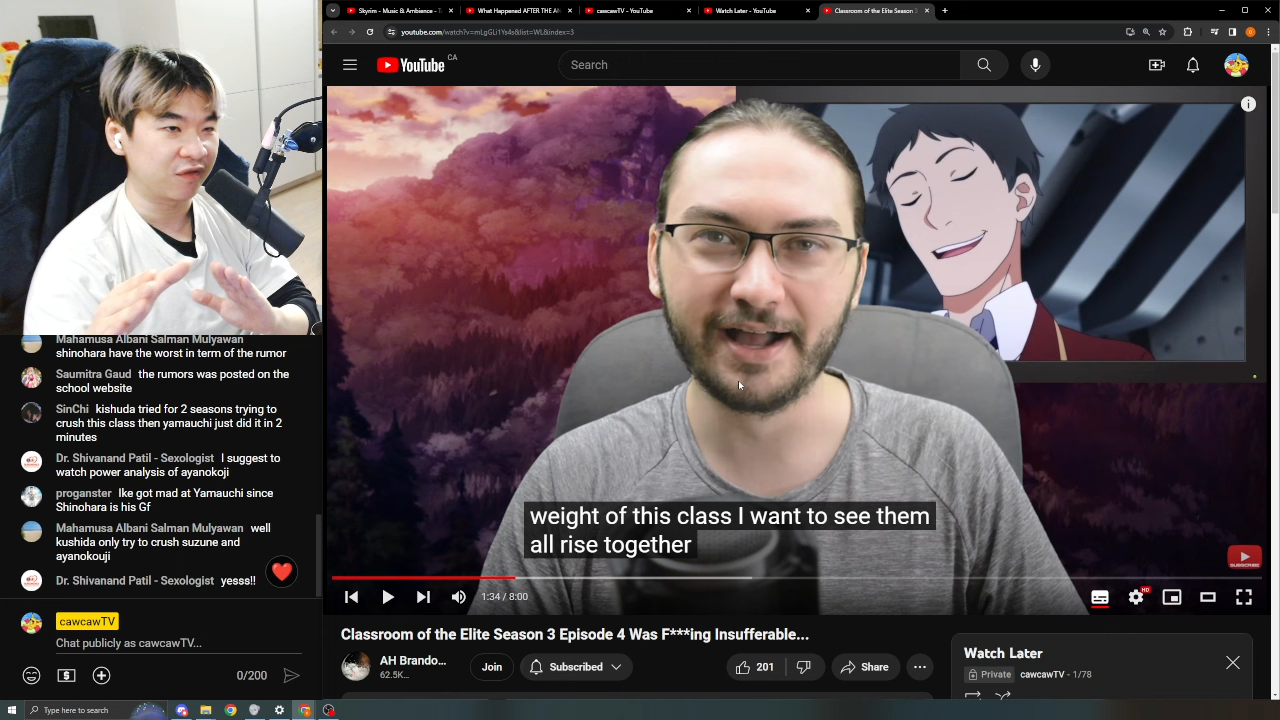 Skyrim - Music & Ambience - T
What Happened AFTER THE A
cawcawTV - YouTube
Watch Later - YouTube
Classroom of the Elite Season 3
youtube.com/watch?v=mLgGLi1Ys4s&list=WL&index=3
YouTube CA
Search
Mahamusa Albani Salman Mulyawan
shinohara have the worst in term of the rumor
Saumitra Gaud the rumors was posted on the
school website
SinChi kishuda tried for 2 seasons trying to
crush this class then yamauchi just did it in 2
minutes
Dr. Shivanand Patil - Sexologist I suggest to
watch power analysis of ayanokoji
proganster Ike got mad at Yamauchi since
Shinohara is his Gf
Mahamusa Albani Salman Mulyawan well
kushida only try to crush suzune and
ayanokouji
Dr. Shivanand Patil - Sexologist yesss!!
cawcawTV
Chat publicly as cawcawTV...
0/200
weight of this class I want to see them
all rise together
SUBSCRIBE
1:34 / 8:00
HD
Classroom of the Elite Season 3 Episode 4 Was F***ing Insufferable...
AH Brando...
62.5K...
Join
Subscribed
201
Share
Watch Later
Private cawcawTV - 1/78
Type here to search